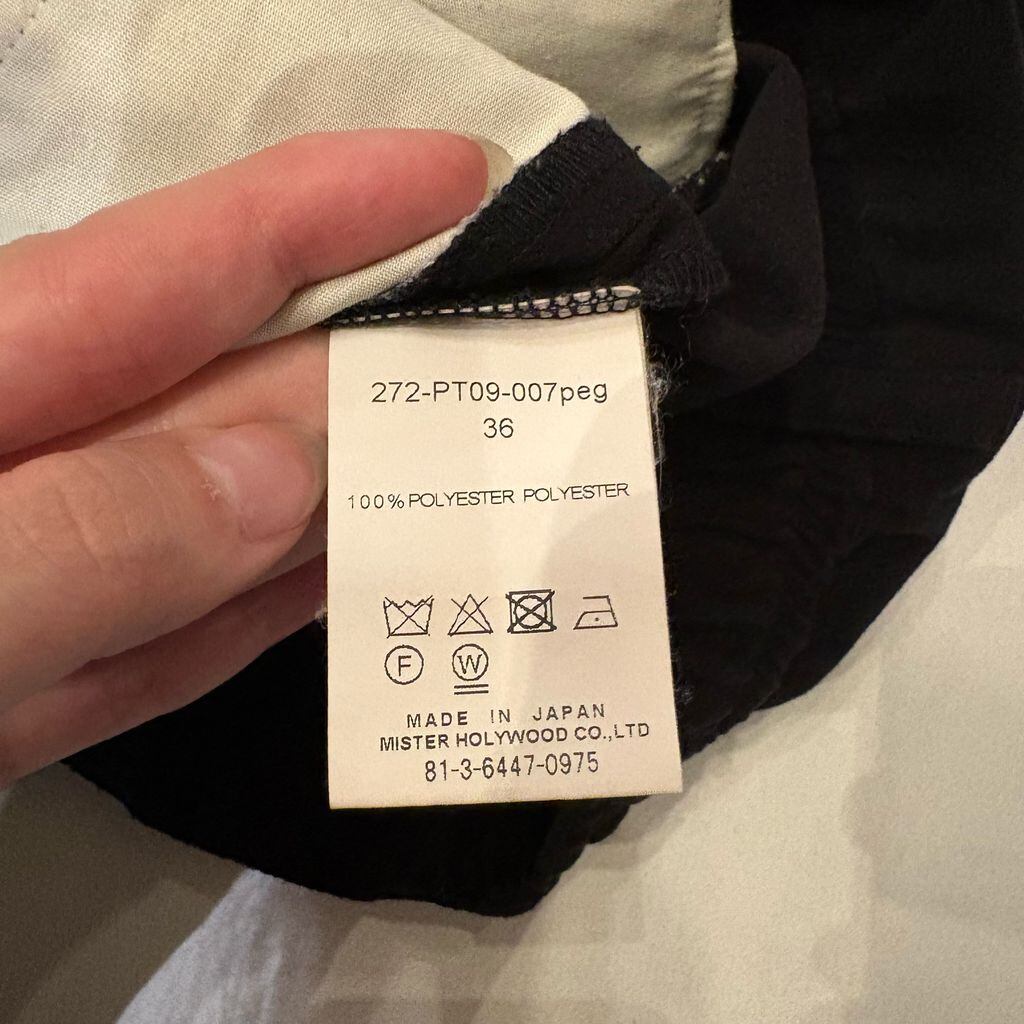 272-PT09-007peg
36
100%POLYESTER POLYESTER
F W
MADE IN JAPAN
MISTER HOLYWOOD CO.,LTD
81-3-6447-0975